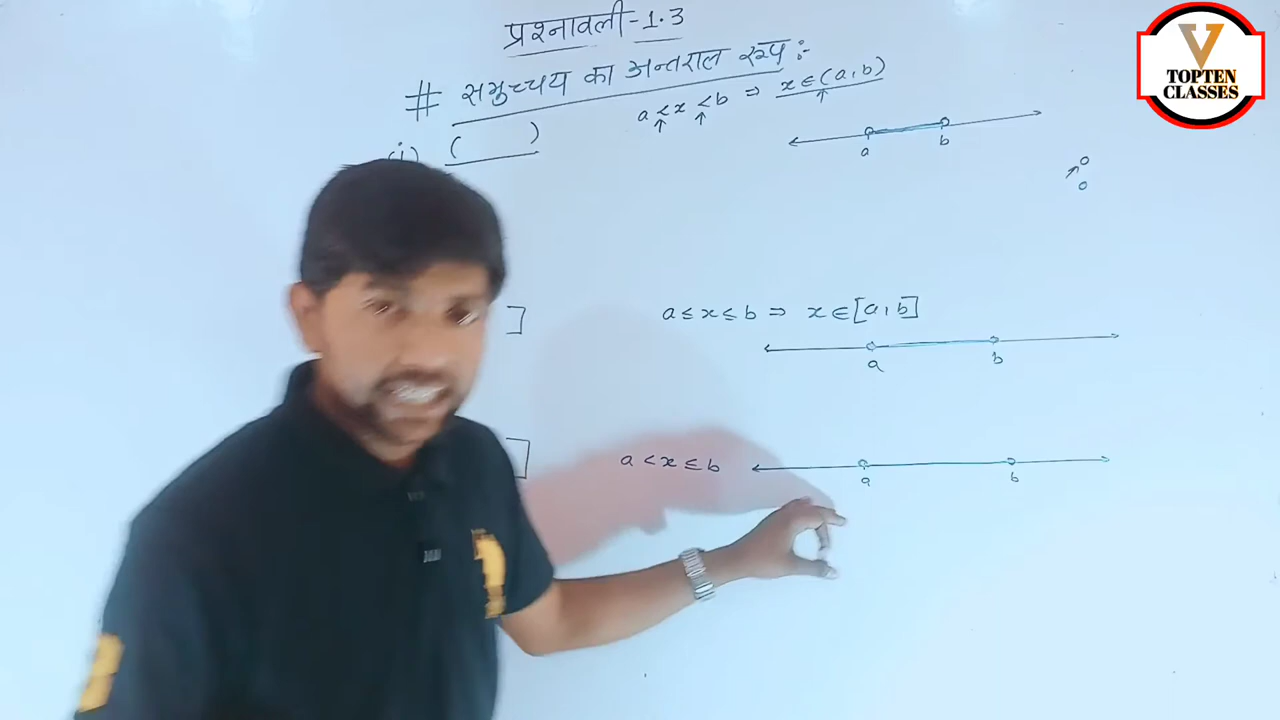 प्रश्नावली-1.3
# समुच्चय का अन्तराल रूप :-
(i) ( )
a < x < b ⇒ x ∈ (a, b)
a b
]
a ≤ x ≤ b ⇒ x ∈ [a, b]
a b
]
a < x ≤ b
a b
V
TOPTEN
CLASSES